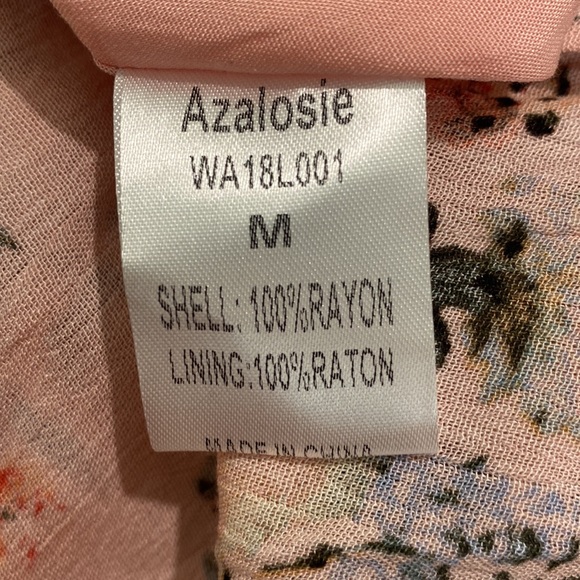 Azalosie
WA18L001
M
SHELL: 100%RAYON
LINING:100%RATON
MADE IN CHINA